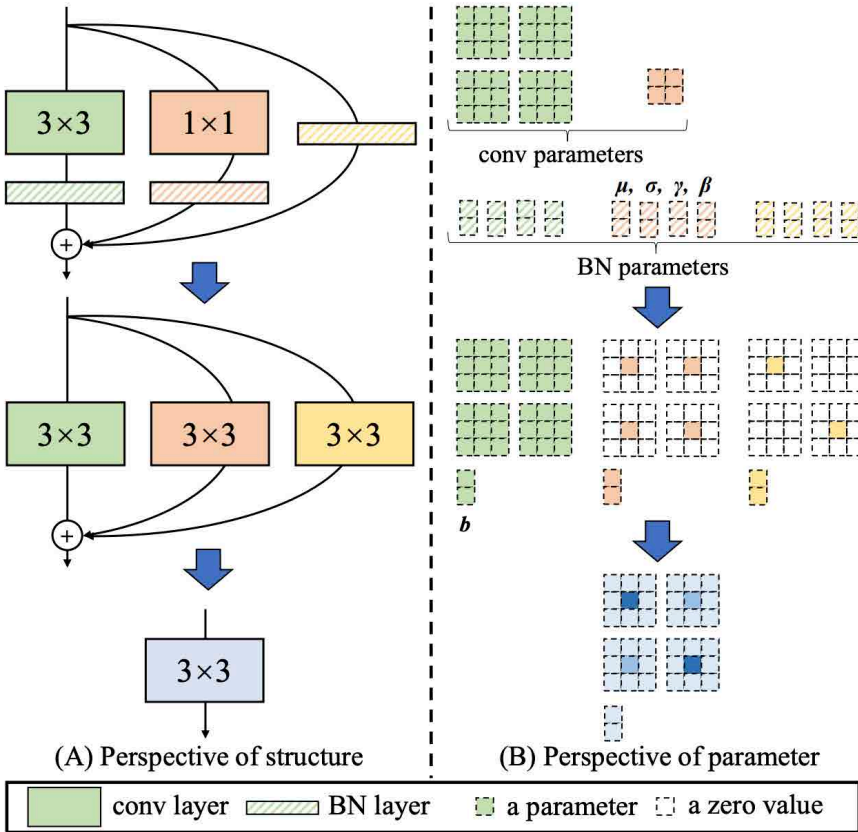 3×3
1×1
+
conv parameters
μ, σ, γ, β
BN parameters
3×3
3×3
3×3
+
b
3×3
(A) Perspective of structure
(B) Perspective of parameter
conv layer
BN layer
a parameter
a zero value